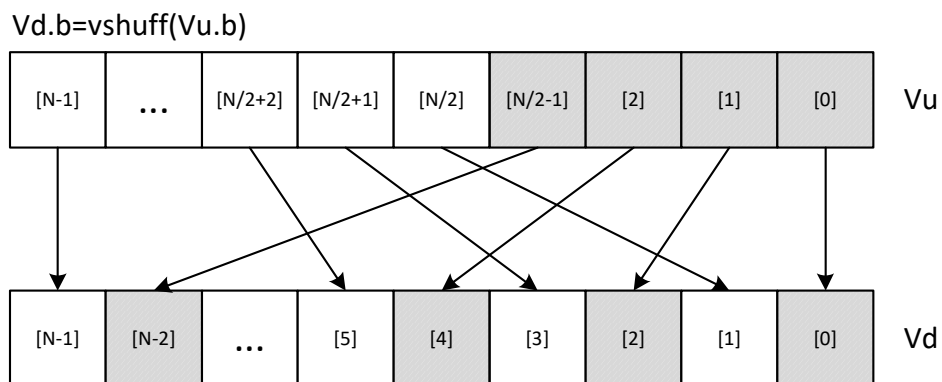 Vd.b=vshuff(Vu.b)
[N-1] ... [N/2+2] [N/2+1] [N/2] [N/2-1] [2] [1] [0] Vu
[N-1] [N-2] ... [5] [4] [3] [2] [1] [0] Vd